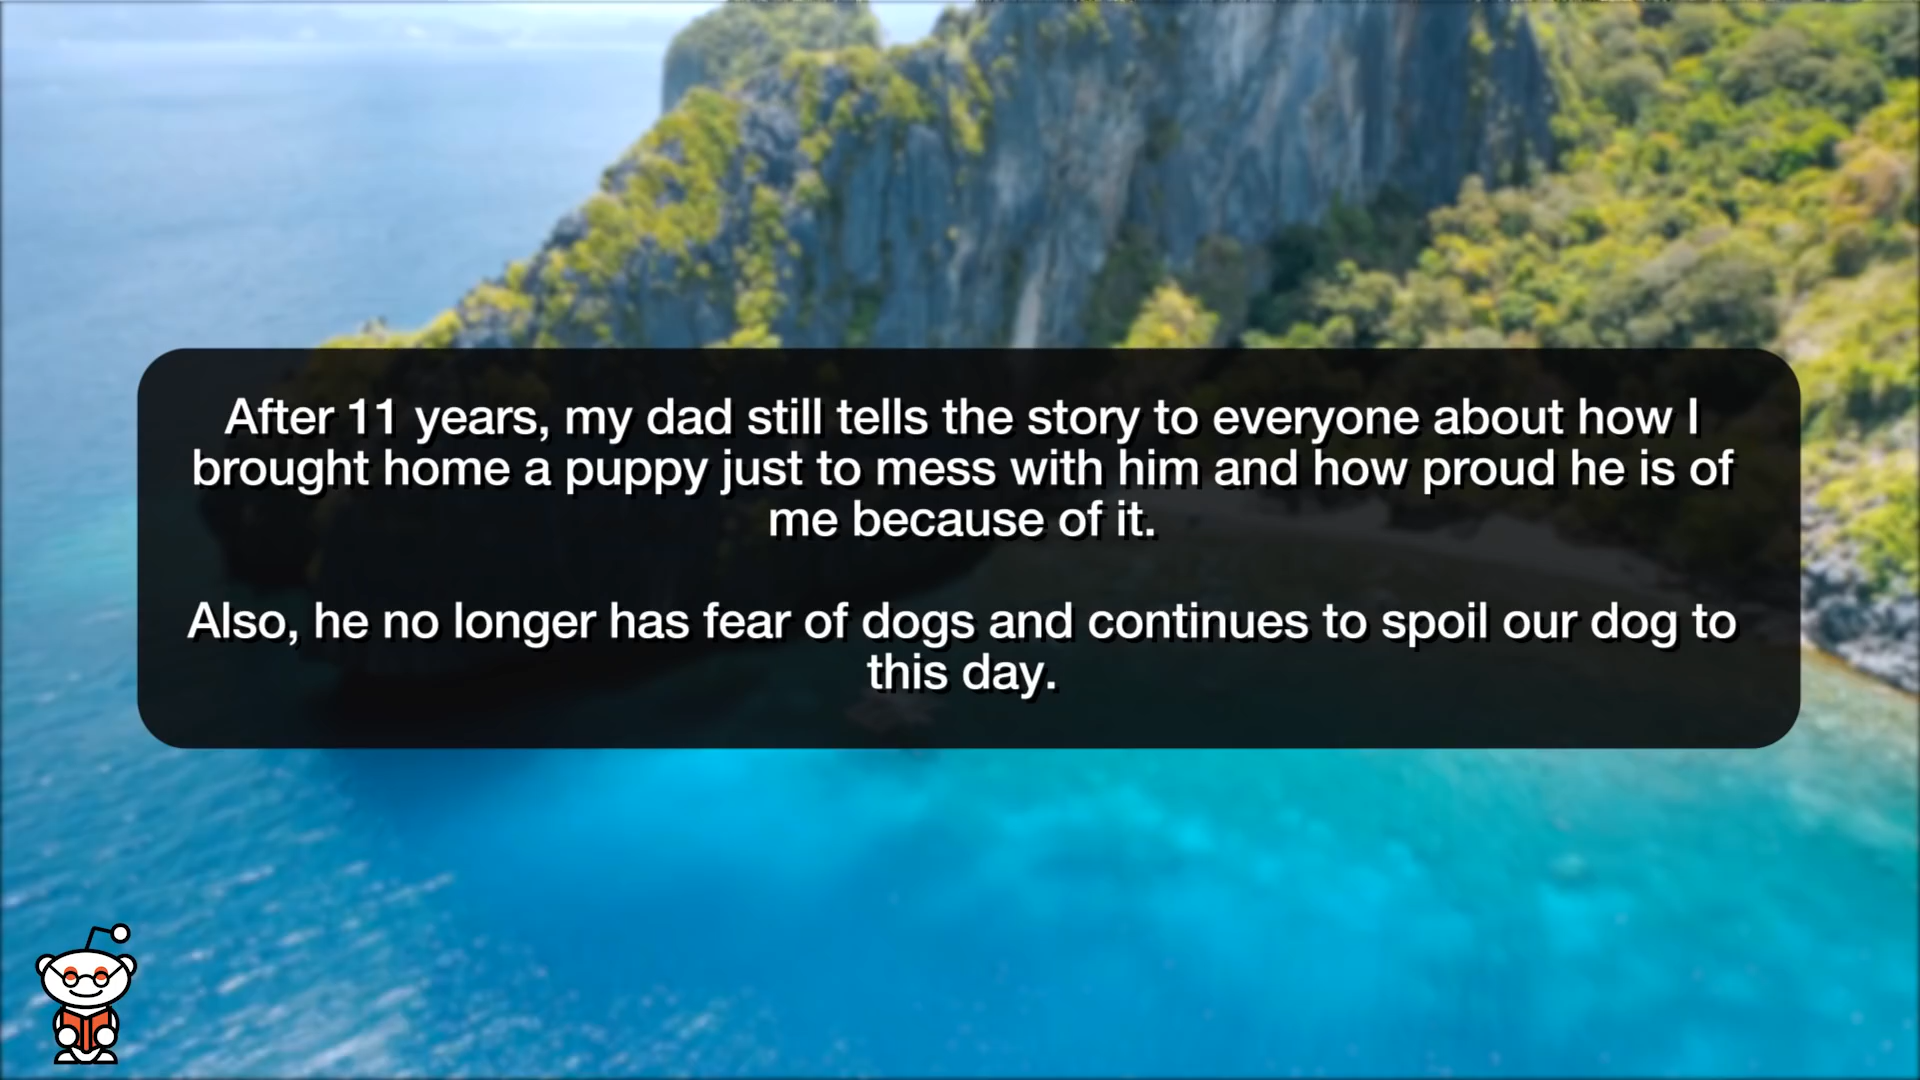 After 11 years, my dad still tells the story to everyone about how I
brought home a puppy just to mess with him and how proud he is of
me because of it.
Also, he no longer has fear of dogs and continues to spoil our dog to
this day.